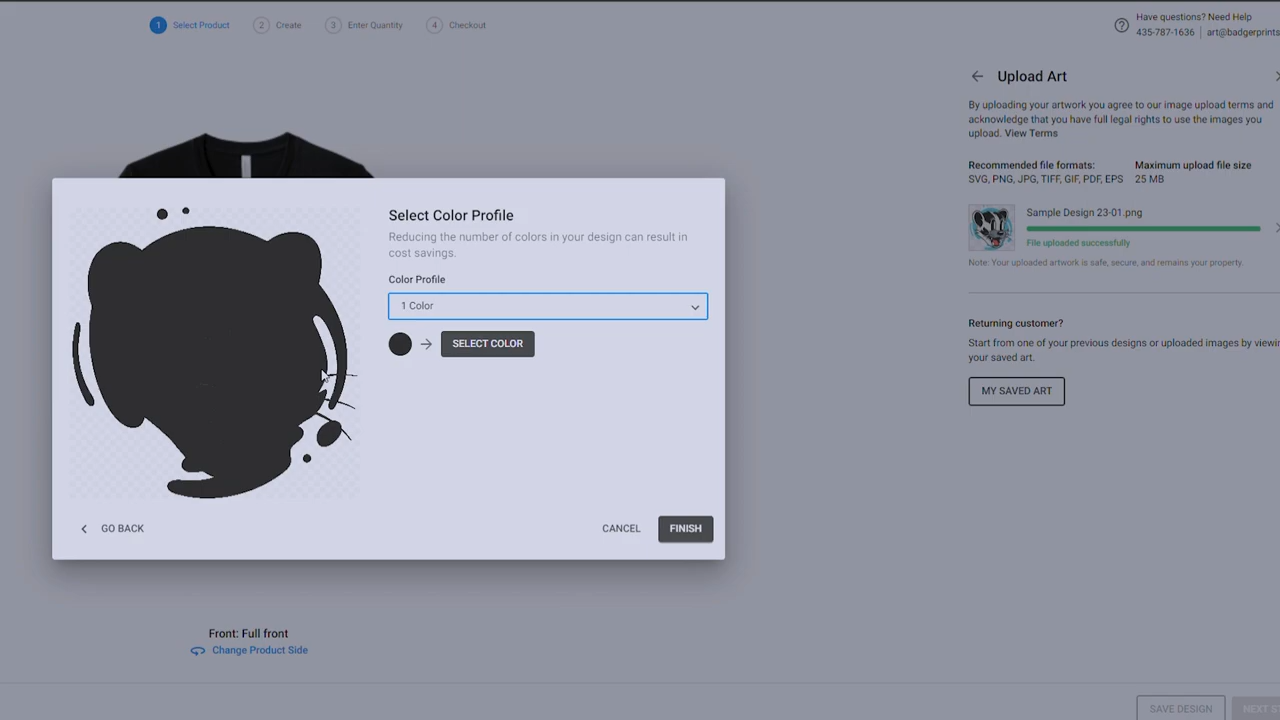 1 Select Product 2 Create 3 Enter Quantity 4 Checkout
Have questions? Need Help
435-787-1636 | art@badgerprints
Upload Art
By uploading your artwork you agree to our image upload terms and
acknowledge that you have full legal rights to use the images you
upload. View Terms
Recommended file formats: Maximum upload file size
SVG, PNG, JPG, TIFF, GIF, PDF, EPS 25 MB
Sample Design 23-01.png
File uploaded successfully
Note: Your uploaded artwork is safe, secure, and remains your property.
Returning customer?
Start from one of your previous designs or uploaded images by viewin
your saved art.
MY SAVED ART
Select Color Profile
Reducing the number of colors in your design can result in
cost savings.
Color Profile
1 Color
SELECT COLOR
GO BACK
CANCEL
FINISH
Front: Full front
Change Product Side
SAVE DESIGN
NEXT S